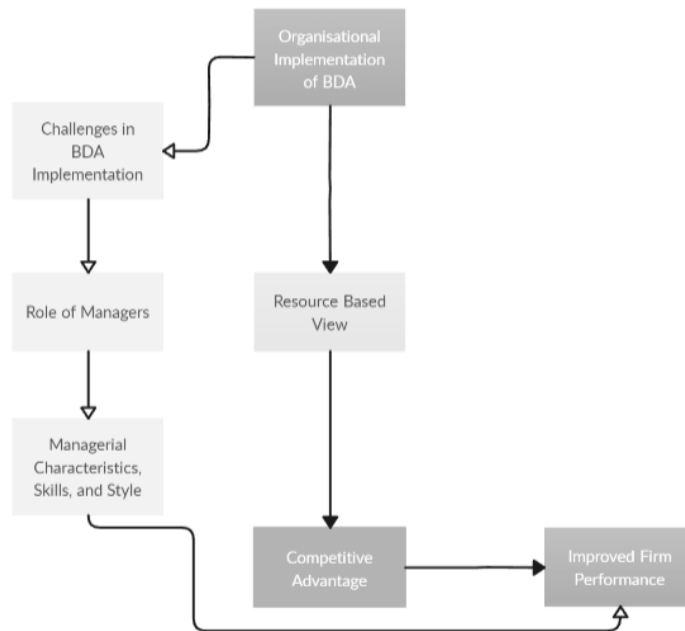 Organisational
Implementation
of BDA
Challenges in
BDA
Implementation
Role of Managers
Resource Based
View
Managerial
Characteristics,
Skills, and Style
Competitive
Advantage
Improved Firm
Performance